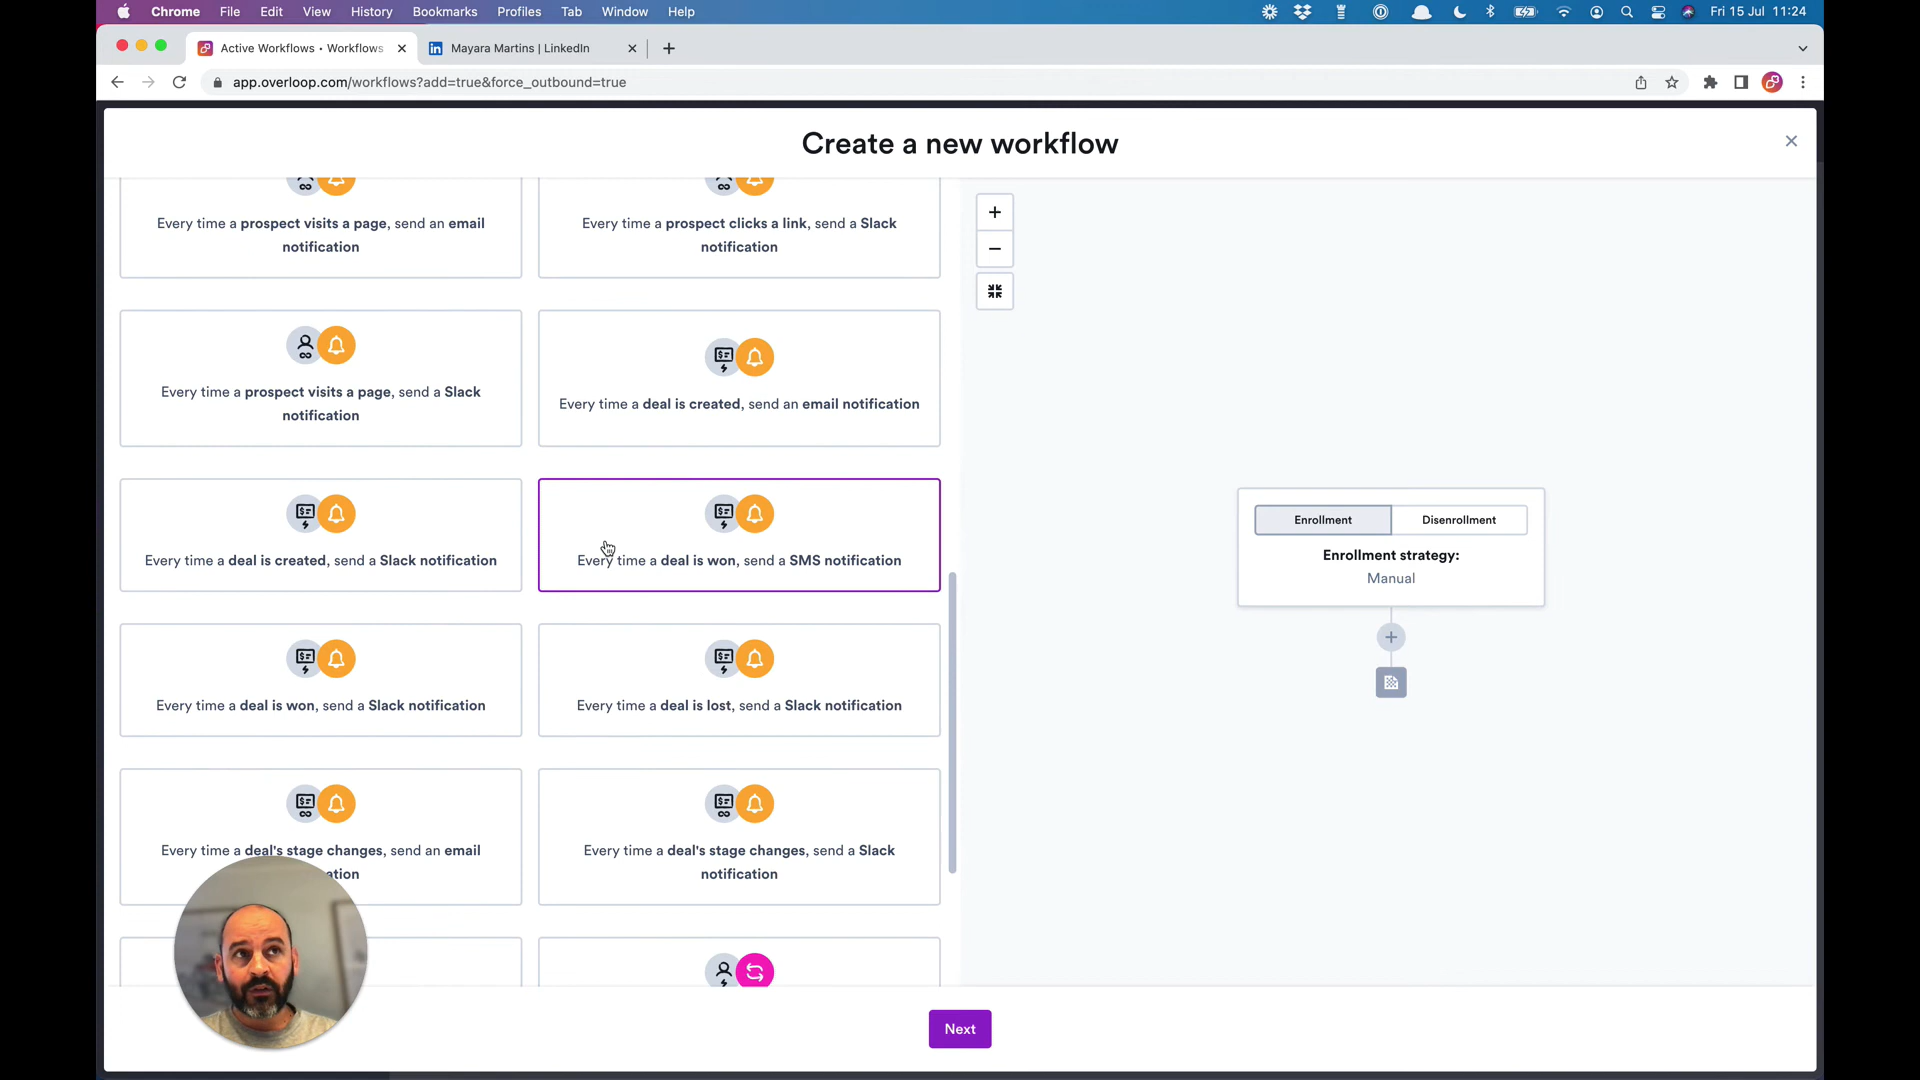 Chrome File Edit View History Bookmarks Profiles Tab Window Help Fri 15 Jul 11:24
Active Workflows • Workflows Mayara Martins | LinkedIn
app.overloop.com/workflows?add=true&force_outbound=true
Create a new workflow
Every time a prospect visits a page, send an email
notification
Every time a prospect clicks a link, send a Slack
notification
Every time a prospect visits a page, send a Slack
notification
Every time a deal is created, send an email notification
Every time a deal is created, send a Slack notification
Every time a deal is won, send a SMS notification
Every time a deal is won, send a Slack notification
Every time a deal is lost, send a Slack notification
Every time a deal's stage changes, send an email
ation
Every time a deal's stage changes, send a Slack
notification
Enrollment Disenrollment
Enrollment strategy:
Manual
Next